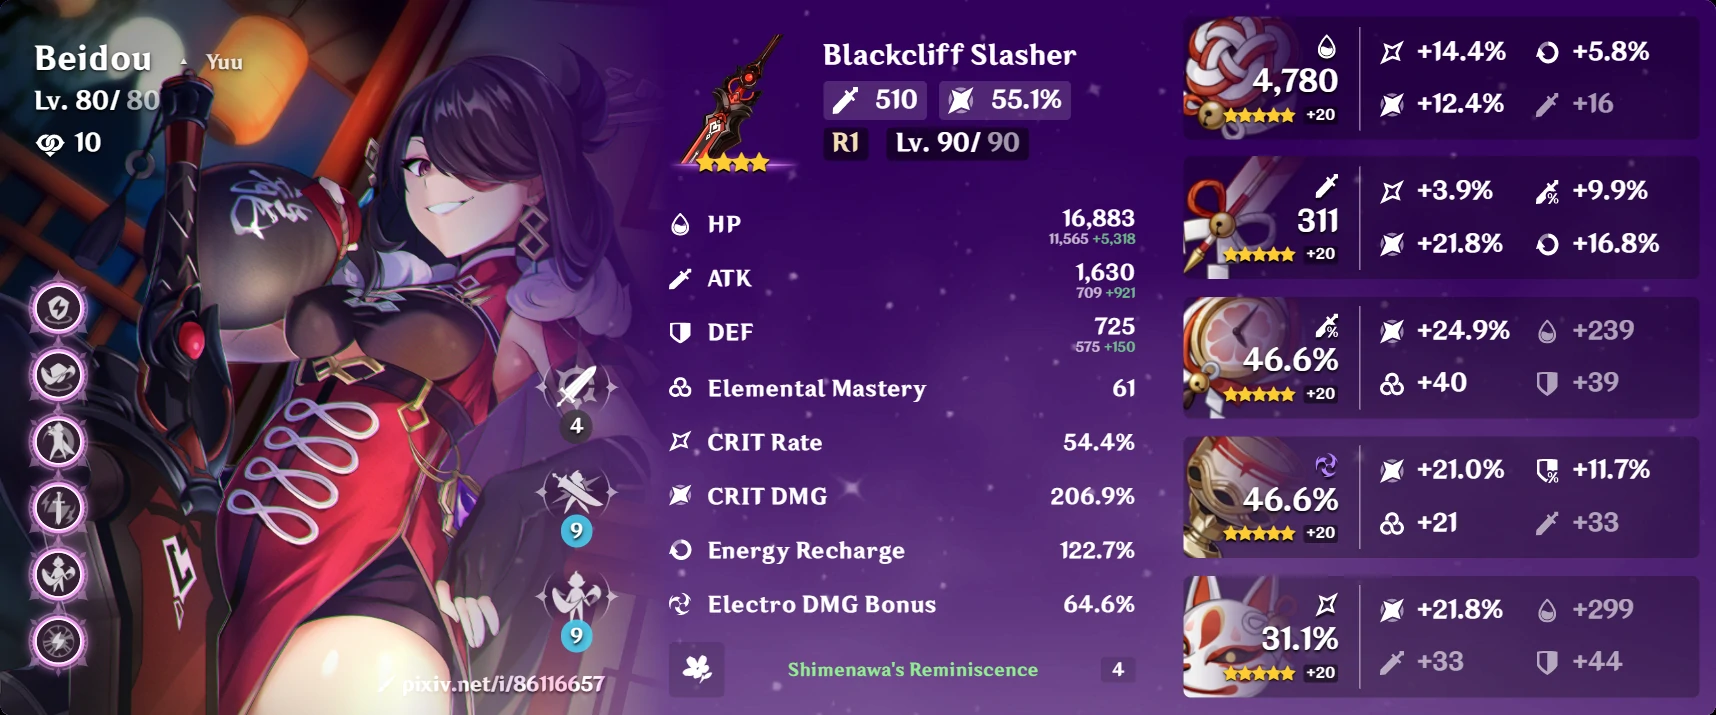 Beidou · Yuu
Lv. 80/ 80
10
4
9
9
pixiv.net/i/86116657
Blackcliff Slasher
510 55.1%
R1 Lv. 90/ 90
HP 16,883
11,565 +5,318
ATK 1,630
709 +921
DEF 725
575 +150
Elemental Mastery 61
CRIT Rate 54.4%
CRIT DMG 206.9%
Energy Recharge 122.7%
Electro DMG Bonus 64.6%
Shimenawa's Reminiscence 4
4,780
+20
+14.4% +5.8%
+12.4% +16
311
+20
+3.9% +9.9%
+21.8% +16.8%
46.6%
+20
+24.9% +239
+40 +39
46.6%
+20
+21.0% +11.7%
+21 +33
31.1%
+20
+21.8% +299
+33 +44